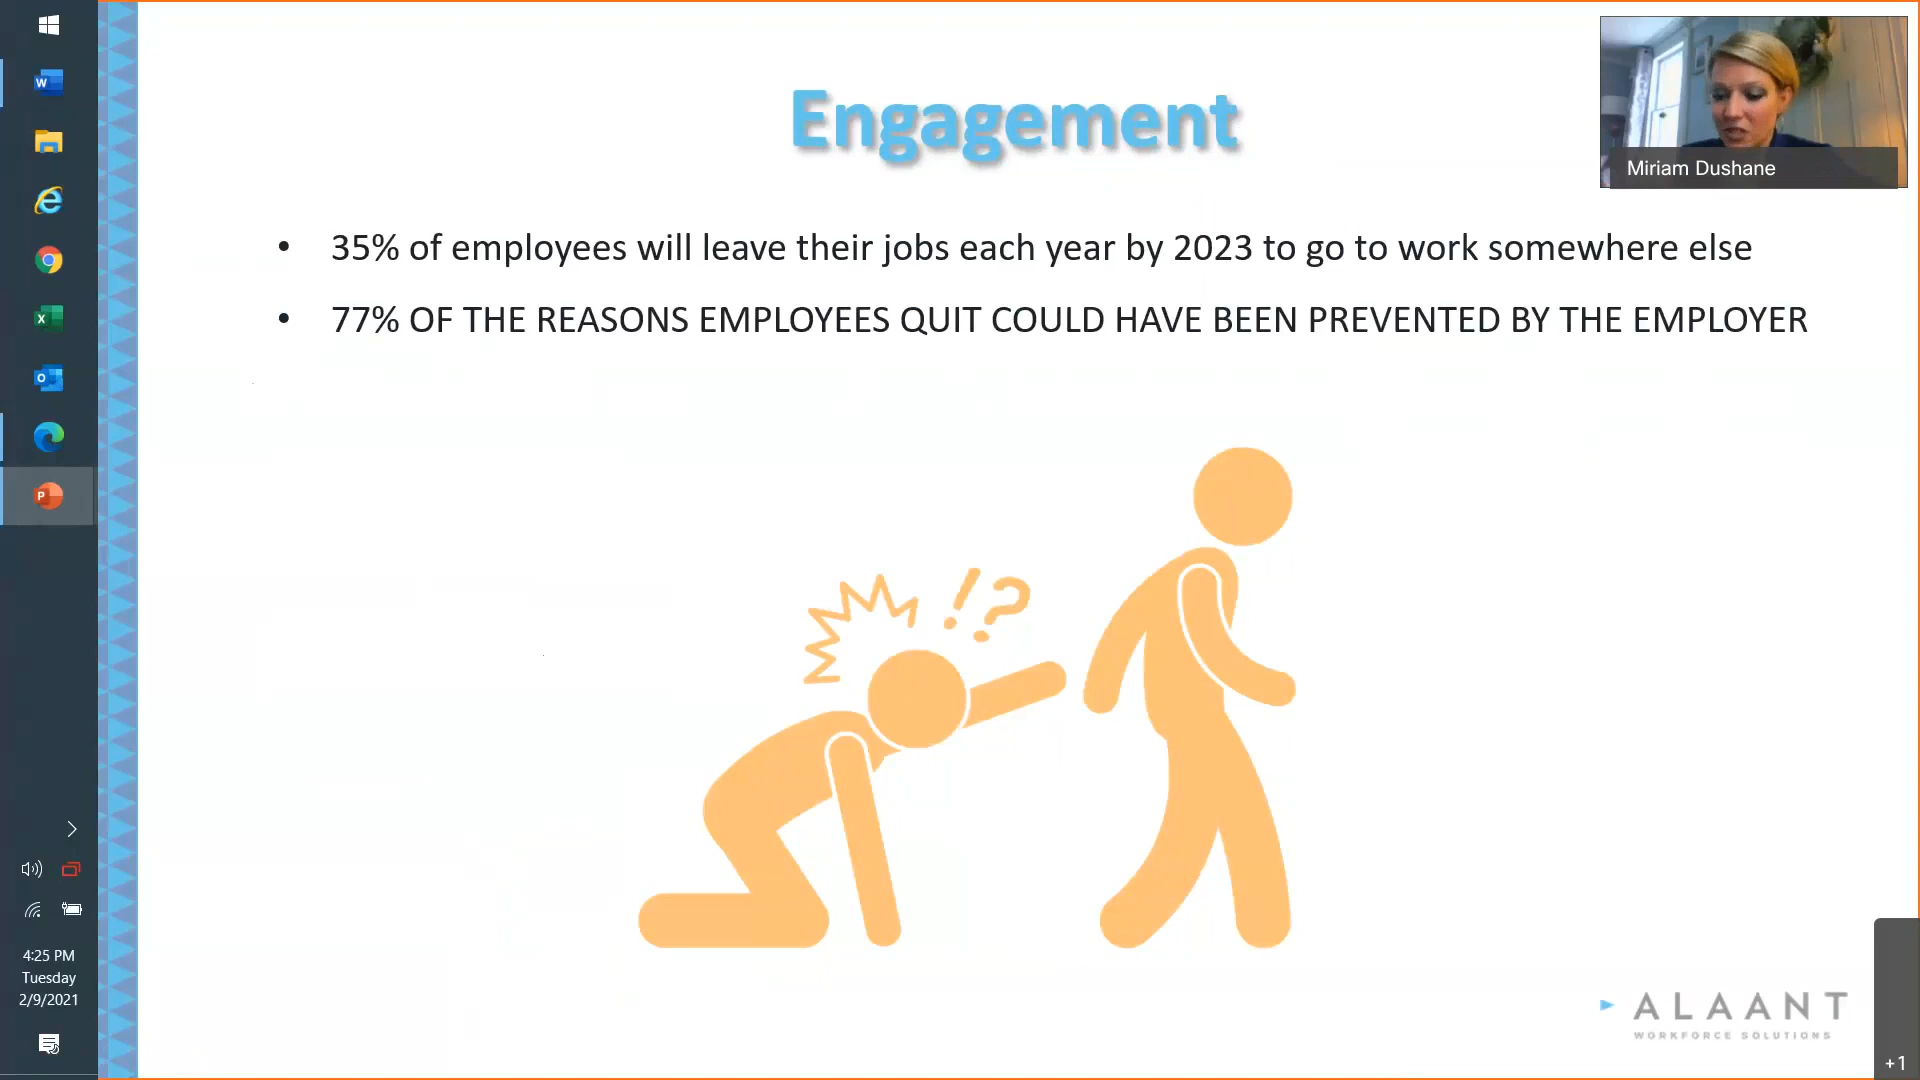 Engagement
Miriam Dushane
• 35% of employees will leave their jobs each year by 2023 to go to work somewhere else
• 77% OF THE REASONS EMPLOYEES QUIT COULD HAVE BEEN PREVENTED BY THE EMPLOYER
!?
4:25 PM
Tuesday
2/9/2021
ALAANT
WORKFORCE SOLUTIONS
+1